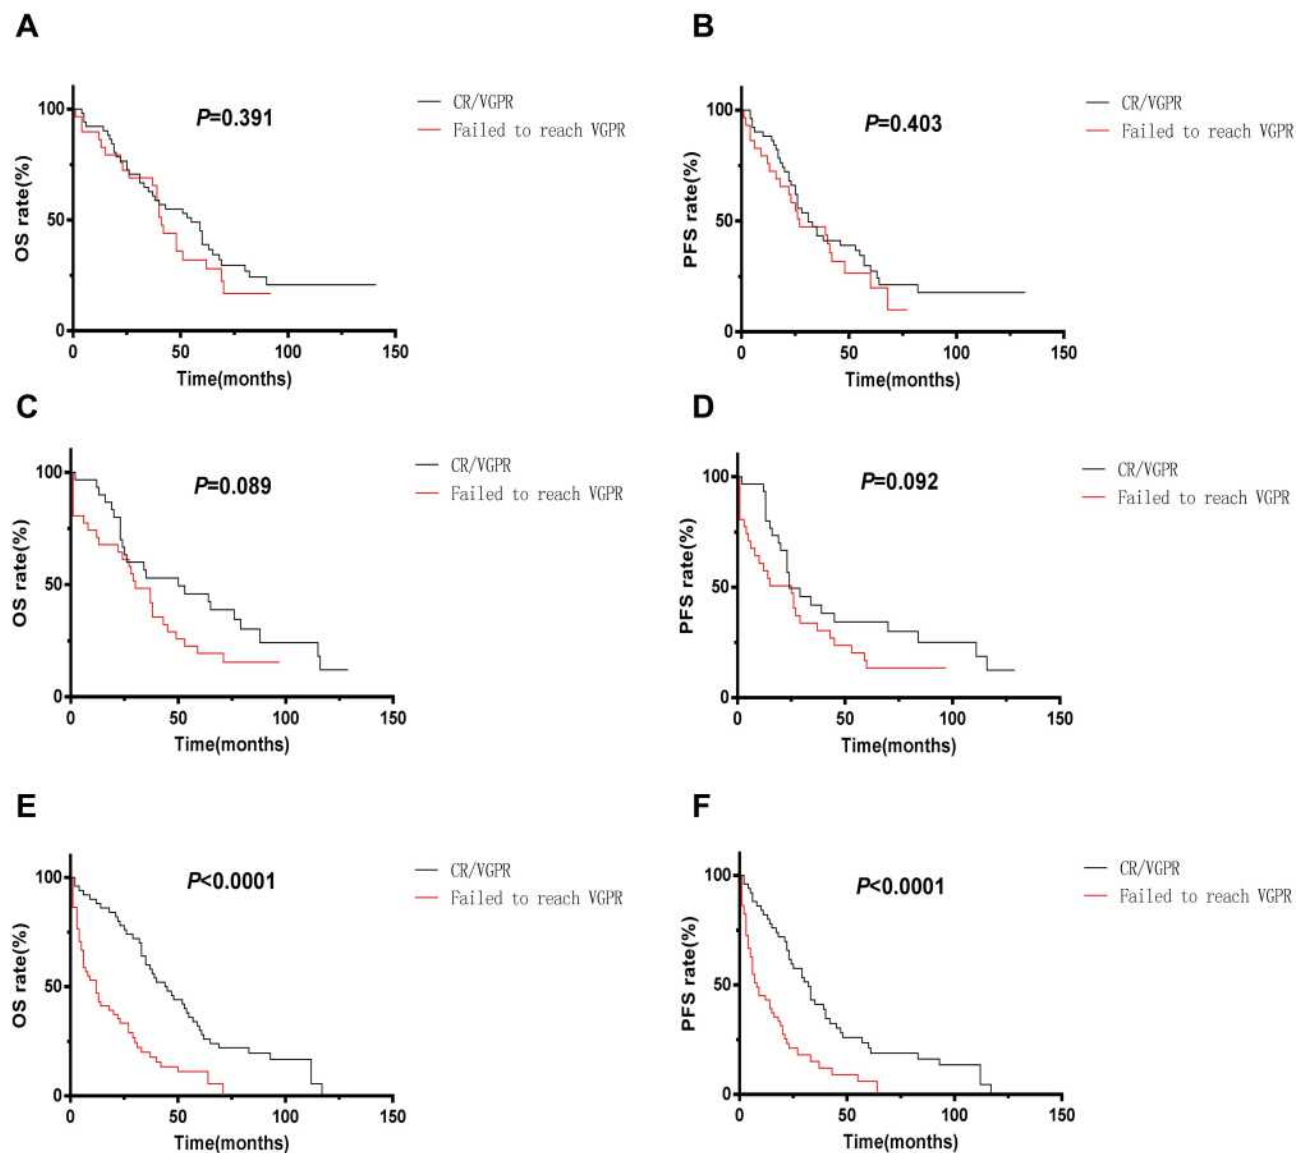 A
P=0.391
CR/VGPR
Failed to reach VGPR
OS rate(%)
100
50
0
0 50 100 150
Time(months)
B
P=0.403
CR/VGPR
Failed to reach VGPR
PFS rate(%)
100
50
0
0 50 100 150
Time(months)
C
P=0.089
CR/VGPR
Failed to reach VGPR
OS rate(%)
100
50
0
0 50 100 150
Time(months)
D
P=0.092
CR/VGPR
Failed to reach VGPR
PFS rate(%)
100
50
0
0 50 100 150
Time(months)
E
P<0.0001
CR/VGPR
Failed to reach VGPR
OS rate(%)
100
50
0
0 50 100 150
Time(months)
F
P<0.0001
CR/VGPR
Failed to reach VGPR
PFS rate(%)
100
50
0
0 50 100 150
Time(months)